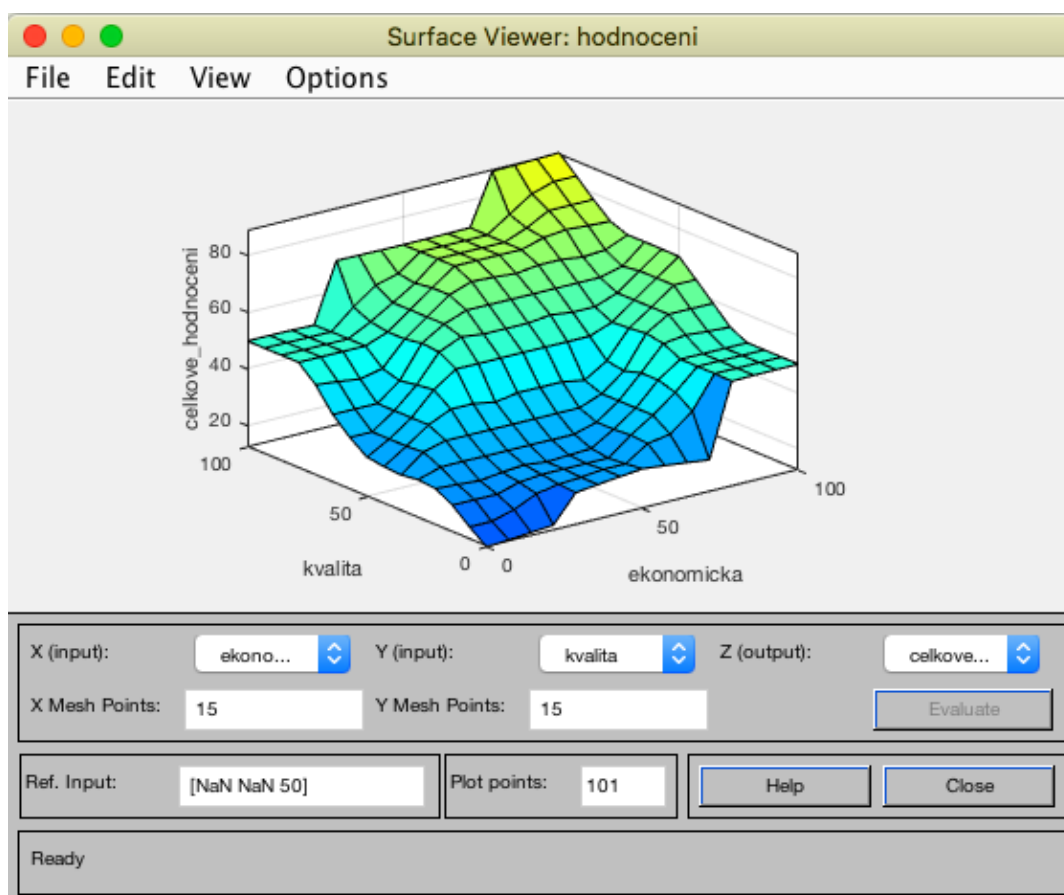 Surface Viewer: hodnoceni
File Edit View Options
celkove_hodnoceni
80
60
40
20
100
50
0
kvalita
0
50
100
ekonomicka
X (input): ekono... Y (input): kvalita Z (output): celkove...
X Mesh Points: 15 Y Mesh Points: 15 Evaluate
Ref. Input: [NaN NaN 50] Plot points: 101 Help Close
Ready